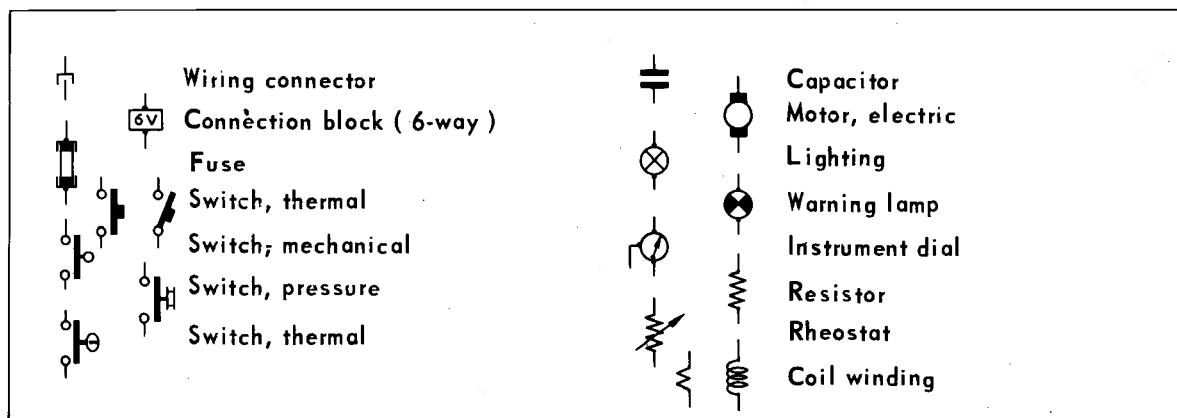 Wiring connector
6V
Connèction block ( 6-way )
Fuse
Switch, thermal
Switch, mechanical
Switch, pressure
Switch, thermal
Capacitor
Motor, electric
Lighting
Warning lamp
Instrument dial
Resistor
Rheostat
Coil winding